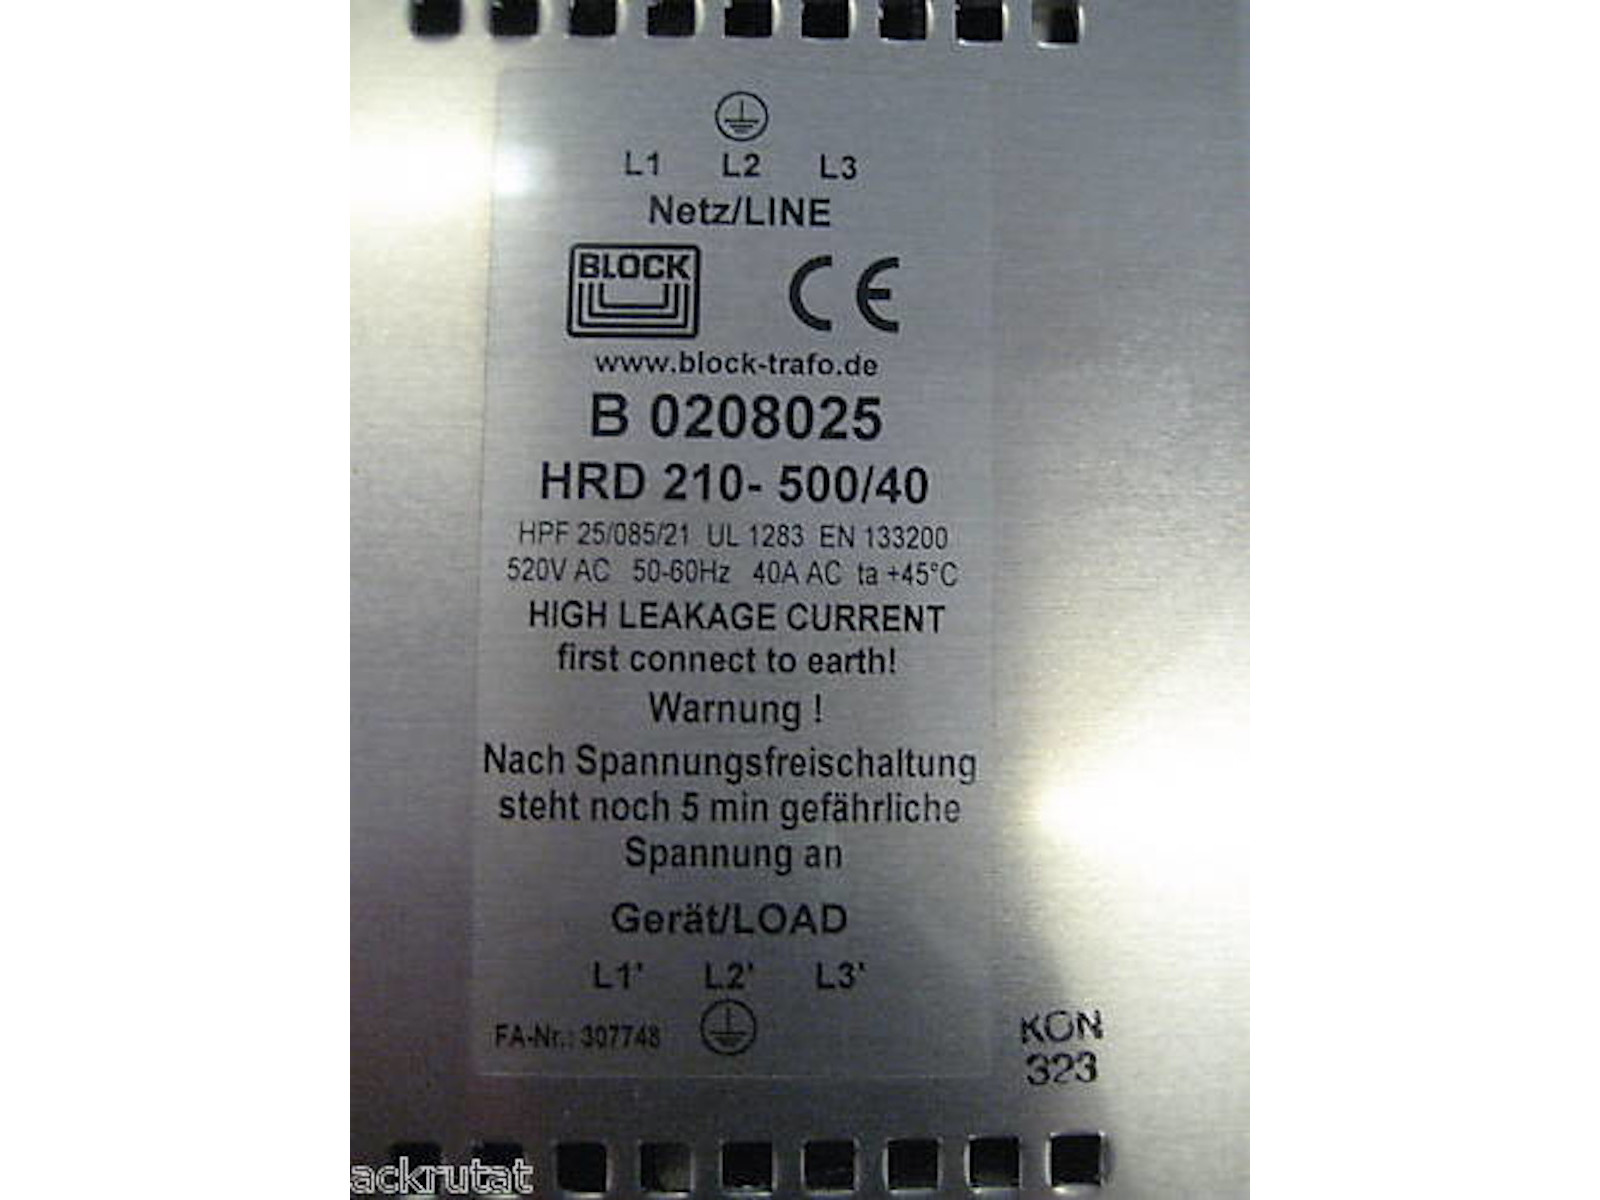 L1 L2 L3
Netz/LINE
BLOCK CE
www.block-trafo.de
B 0208025
HRD 210- 500/40
HPF 25/085/21 UL 1283 EN 133200
520V AC 50-60Hz 40A AC ta +45°C
HIGH LEAKAGE CURRENT
first connect to earth!
Warnung !
Nach Spannungsfreischaltung
steht noch 5 min gefährliche
Spannung an
Gerät/LOAD
L1' L2' L3'
FA-Nr.: 307748
KON
323
ackrutat